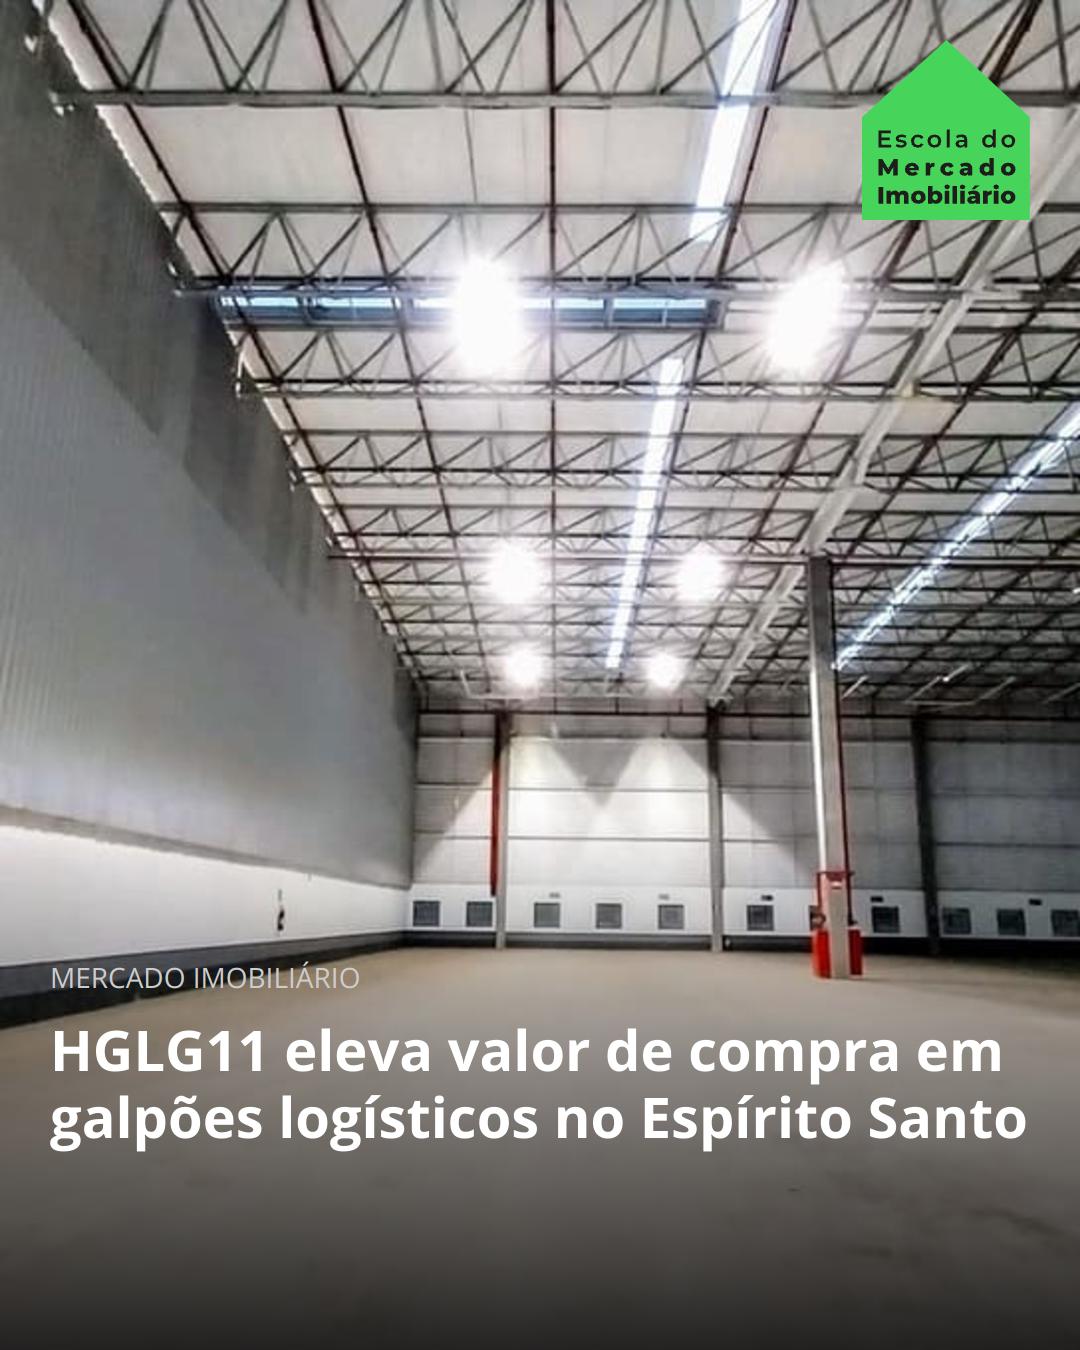 Escola do
Mercado
Imobiliário
MERCADO IMOBILIÁRIO
HGLG11 eleva valor de compra em
galpões logísticos no Espírito Santo